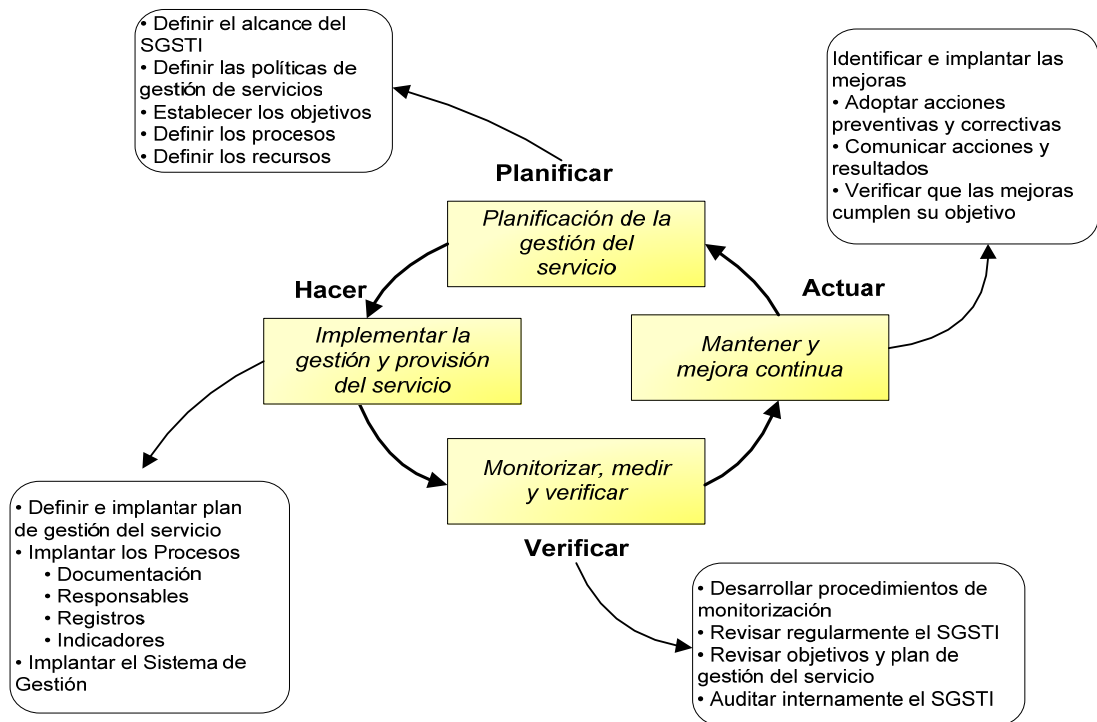 • Definir el alcance del
SGSTI
• Definir las políticas de
gestión de servicios
• Establecer los objetivos
• Definir los procesos
• Definir los recursos
Identificar e implantar las
mejoras
• Adoptar acciones
preventivas y correctivas
• Comunicar acciones y
resultados
• Verificar que las mejoras
cumplen su objetivo
Planificar
Planificación de la
gestión del
servicio
Hacer
Implementar la
gestión y provisión
del servicio
Actuar
Mantener y
mejora continua
Monitorizar, medir
y verificar
Verificar
• Definir e implantar plan
de gestión del servicio
• Implantar los Procesos
• Documentación
• Responsables
• Registros
• Indicadores
• Implantar el Sistema de
Gestión
• Desarrollar procedimientos de
monitorización
• Revisar regularmente el SGSTI
• Revisar objetivos y plan de
gestión del servicio
• Auditar internamente el SGSTI